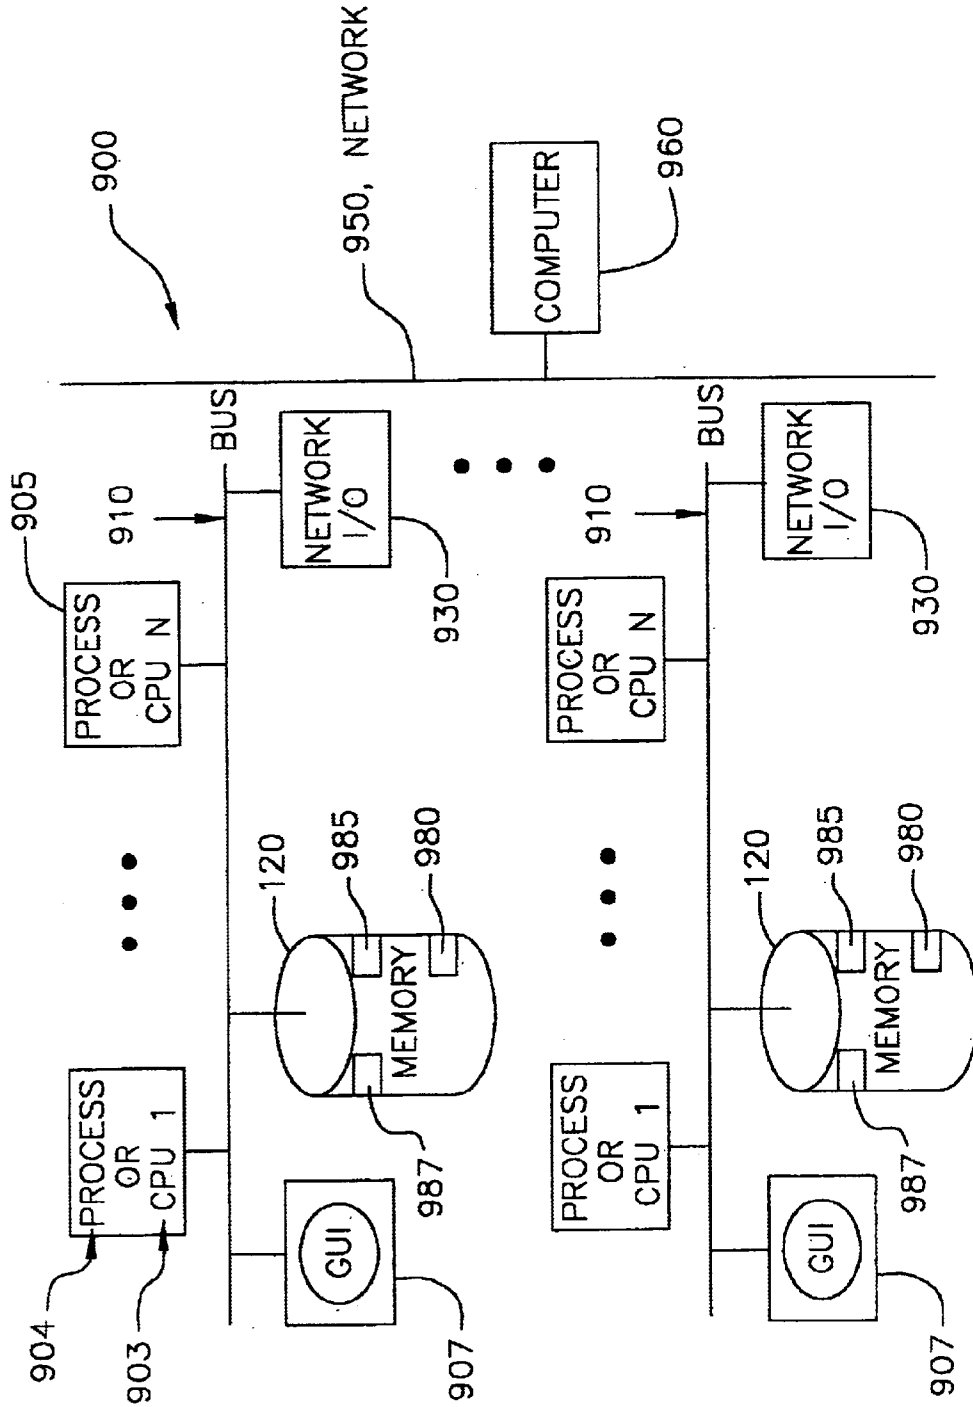 900
950, NETWORK
904
903
PROCESS
OR
CPU 1
PROCESS
OR
CPU N
905
910
BUS
GUI
907
120
985
MEMORY
980
987
NETWORK
I/O
930
COMPUTER
960
PROCESS
OR
CPU 1
PROCESS
OR
CPU N
910
BUS
GUI
907
120
985
MEMORY
980
987
NETWORK
I/O
930